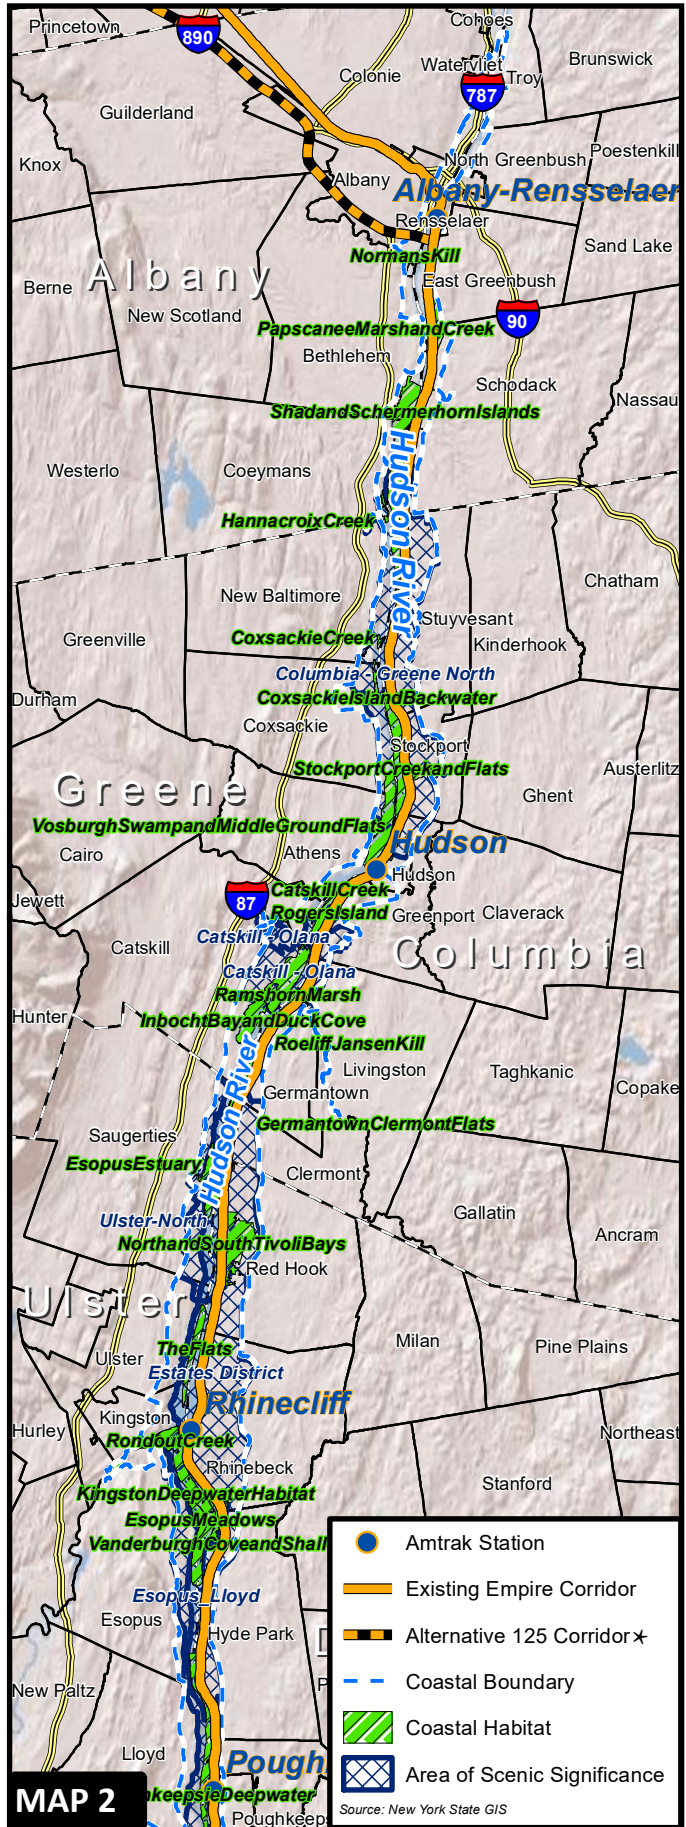 Princetown
Cohoes
890
Colonie
Watervliet
Troy
Brunswick
787
Guilderland
Knox
North Greenbush
Poestenkill
Albany
Albany-Rensselaer
Rensselaer
NormansKill
Sand Lake
Albany
Berne
East Greenbush
New Scotland
90
PapscaneeMarshandCreek
Bethlehem
Schodack
Nassau
ShadandSchermerhornIslands
Hudson River
Westerlo
Coeymans
HannacroixCreek
New Baltimore
Chatham
Stuyvesant
Greenville
CoxsackieCreek
Kinderhook
Columbia - Greene North
Durham
CoxsackieIslandBackwater
Coxsackie
Stockport
StockportCreekandFlats
Austerlitz
Greene
Ghent
VosburghSwampandMiddleGroundFlats
Hudson
Cairo
Athens
Hudson
Jewett
87
CatskillCreek
RogersIsland
Greenport
Claverack
Catskill - Olana
Catskill
Columbia
Catskill - Olana
RamshornMarsh
Hunter
InbochtBayandDuckCove
RoeliffJansenKill
Hudson River
Livingston
Taghkanic
Copake
Germantown
GermantownClermontFlats
Saugerties
EsopusEstuary
Clermont
Ulster-North
Gallatin
Ancram
NorthandSouthTivoliBays
Red Hook
Ulster
Milan
Pine Plains
TheFlats
Ulster
Estates District
Rhinecliff
Kingston
Hurley
Northeast
RondoutCreek
Rhinebeck
Stanford
KingstonDeepwaterHabitat
EsopusMeadows
VanderburghCoveandShall
Esopus_Lloyd
Esopus
Hyde Park
New Paltz
Lloyd
Pough
nkeepsieDeepwater
Poughkeeps
Amtrak Station
Existing Empire Corridor
Alternative 125 Corridor*
Coastal Boundary
Coastal Habitat
Area of Scenic Significance
Source: New York State GIS
MAP 2